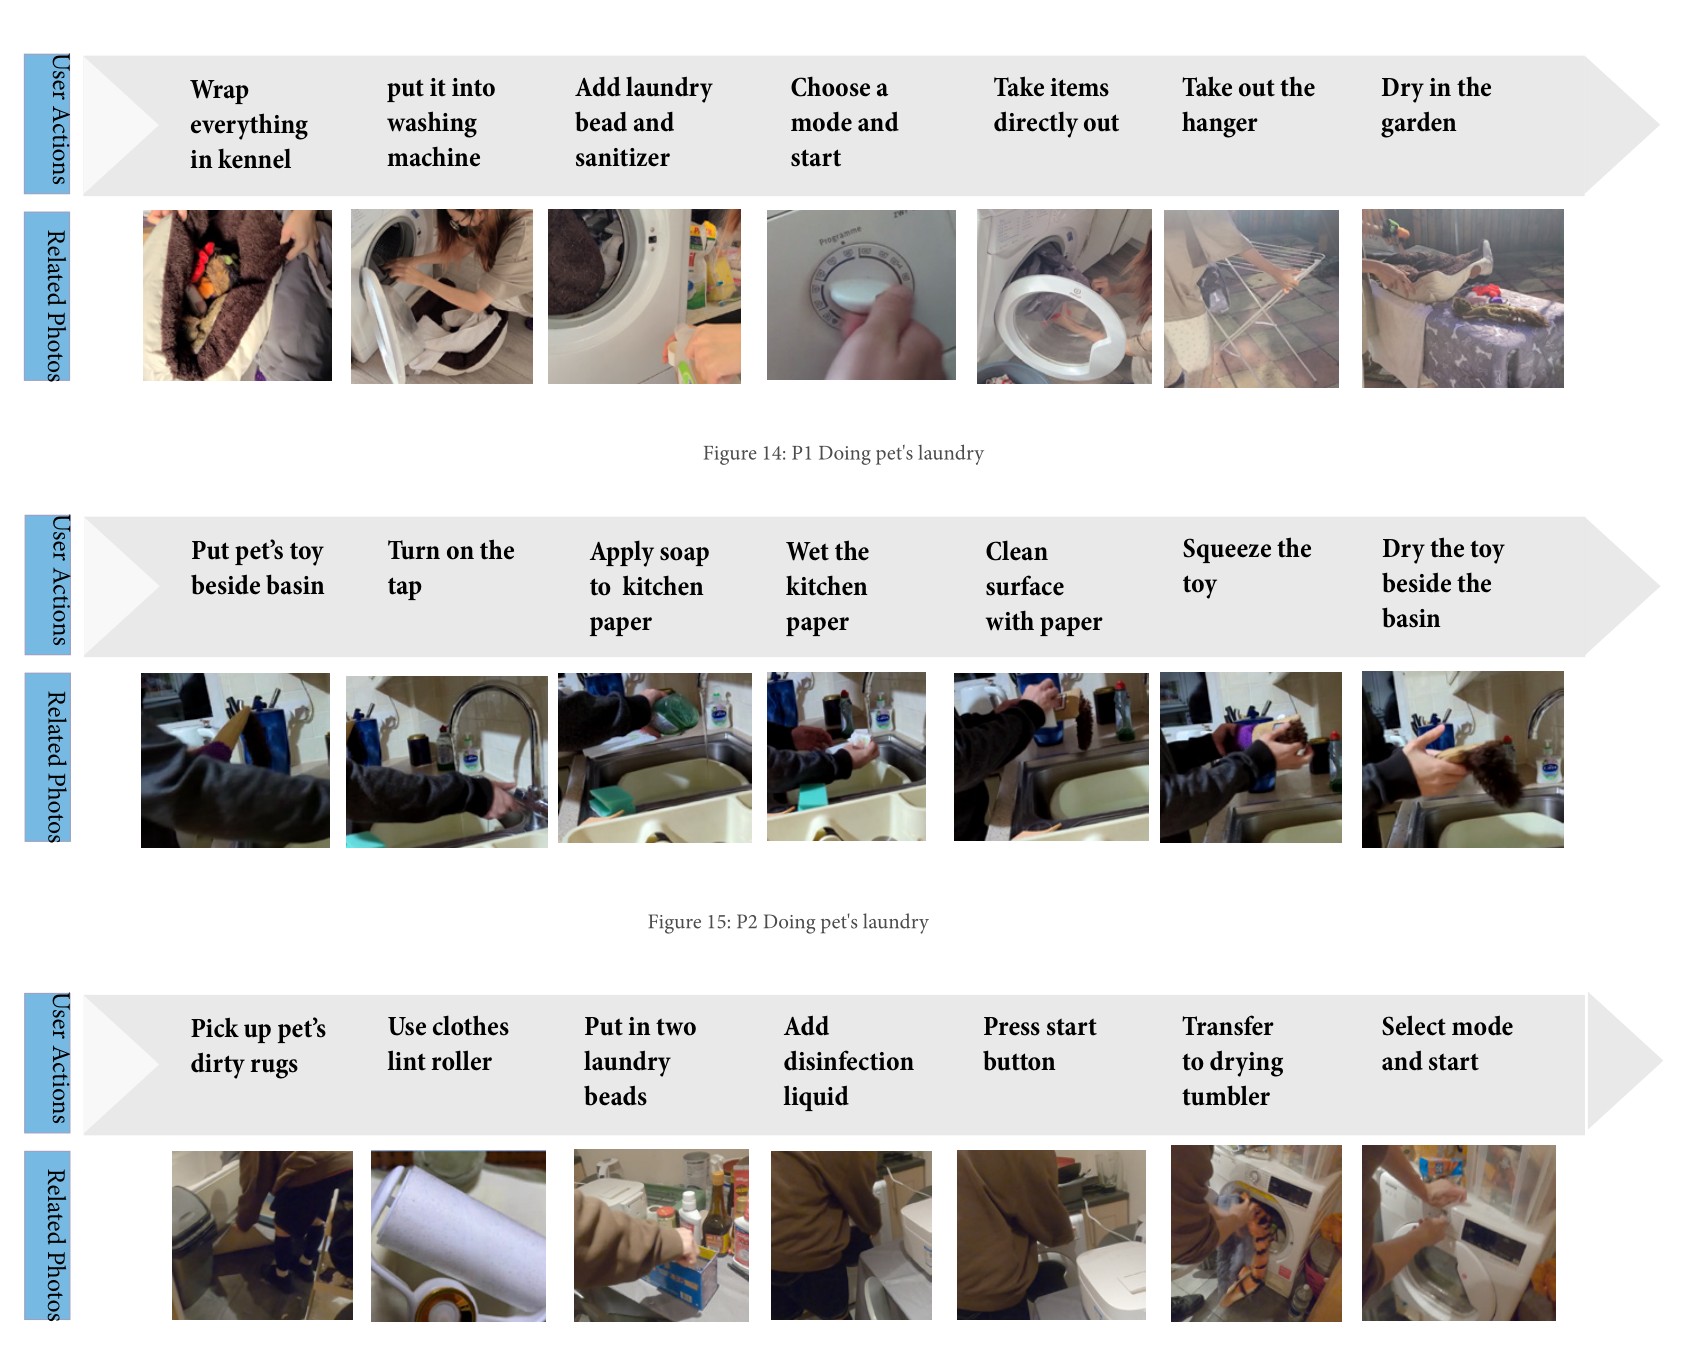 User Actions
Wrap
everything
in kennel
put it into
washing
machine
Add laundry
bead and
sanitizer
Choose a
mode and
start
Take items
directly out
Take out the
hanger
Dry in the
garden
Related Photos
Programme
Figure 14: P1 Doing pet's laundry
User Actions
Put pet’s toy
beside basin
Turn on the
tap
Apply soap
to  kitchen
paper
Wet the
kitchen
paper
Clean
surface
with paper
Squeeze the
toy
Dry the toy
beside the
basin
Related Photos
Figure 15: P2 Doing pet's laundry
User Actions
Pick up pet’s
dirty rugs
Use clothes
lint roller
Put in two
laundry
beads
Add
disinfection
liquid
Press start
button
Transfer
to drying
tumbler
Select mode
and start
Related Photos